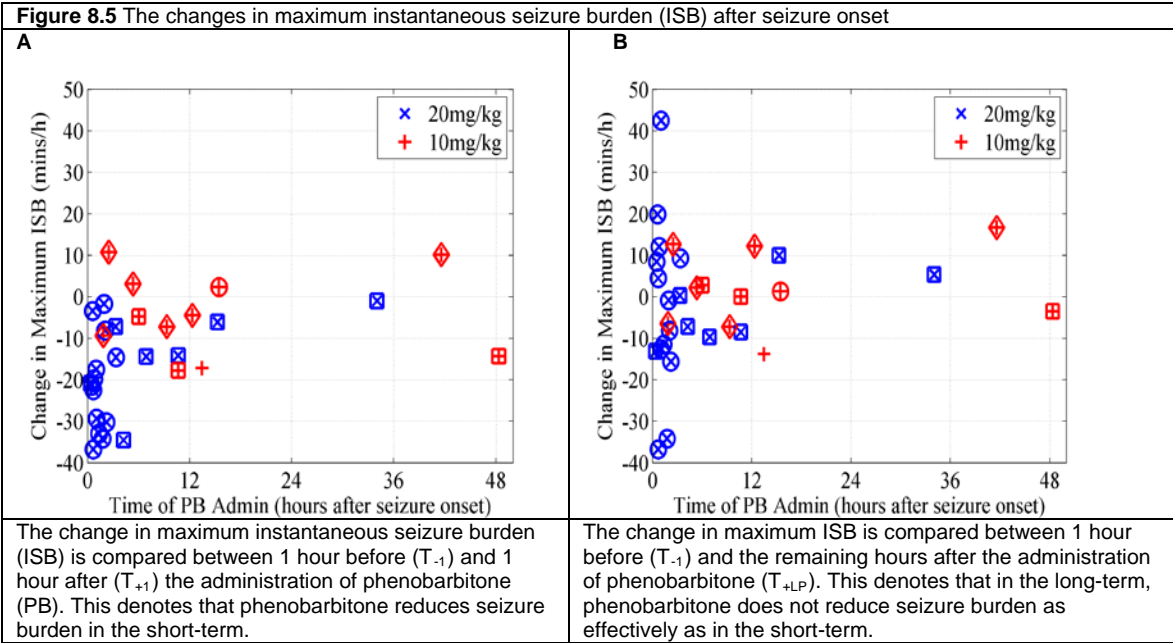 Figure 8.5 The changes in maximum instantaneous seizure burden (ISB) after seizure onset
A
50
40
30
20
10
0
-10
-20
-30
-40
0
12
24
36
48
Change in Maximum ISB (mins/h)
Time of PB Admin (hours after seizure onset)
20mg/kg
10mg/kg
B
50
40
30
20
10
0
-10
-20
-30
-40
0
12
24
36
48
Change in Maximum ISB (mins/h)
Time of PB Admin (hours after seizure onset)
20mg/kg
10mg/kg
The change in maximum instantaneous seizure burden
(ISB) is compared between 1 hour before (T-1) and 1
hour after (T+1) the administration of phenobarbitone
(PB). This denotes that phenobarbitone reduces seizure
burden in the short-term.
The change in maximum ISB is compared between 1 hour
before (T-1) and the remaining hours after the administration
of phenobarbitone (T+LP). This denotes that in the long-term,
phenobarbitone does not reduce seizure burden as
effectively as in the short-term.